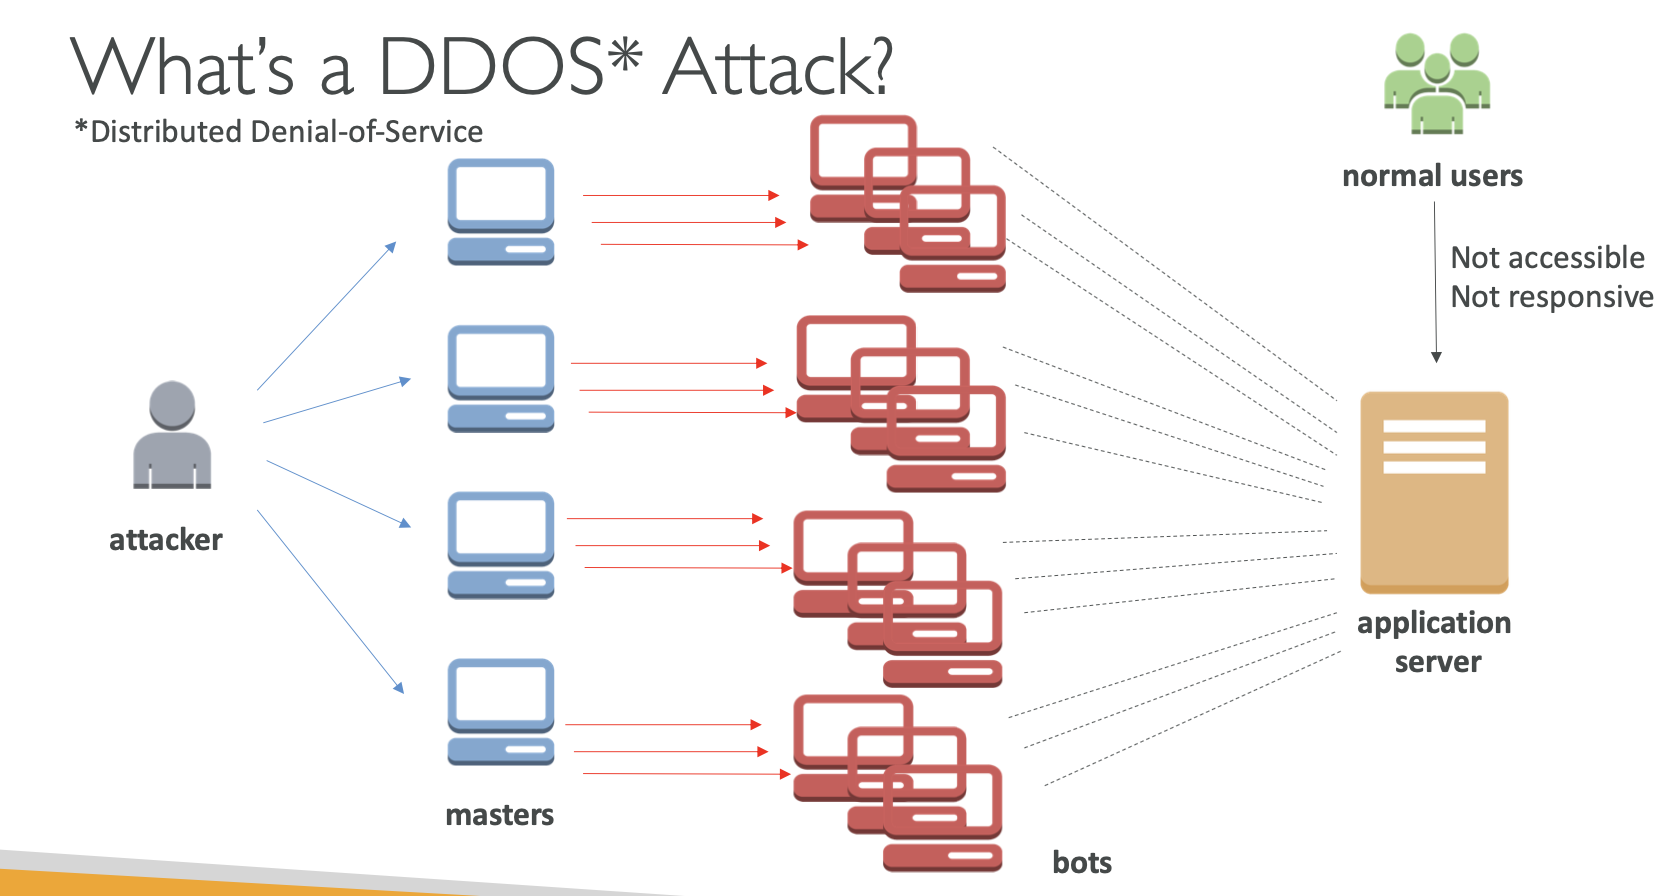 What's a DDOS* Attack?
*Distributed Denial-of-Service
normal users
Not accessible
Not responsive
attacker
application
server
masters
bots